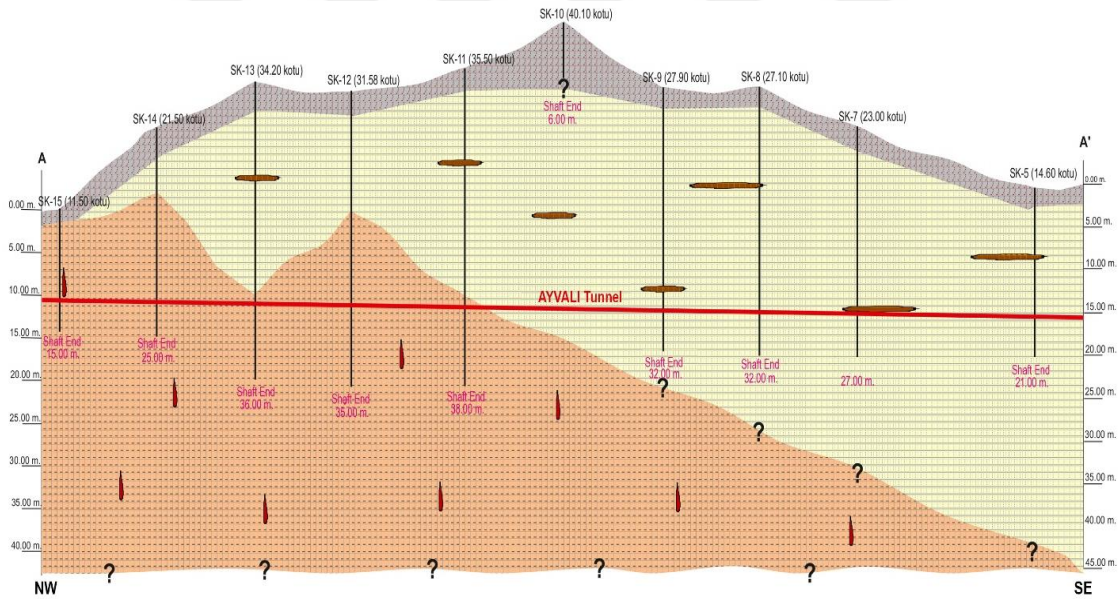 SK-10 (40.10 kotu)
SK-11 (35.50 kotu)
SK-13 (34.20 kotu)
SK-12 (31.58 kotu)
SK-9 (27.90 kotu)
SK-8 (27.10 kotu)
?
Shaft End
6.00 m.
SK-14 (21.50 kotu)
SK-7 (23.00 kotu)
A
A'
SK-5 (14.60 kotu)
0.00 m.
SK-15 (11.50 kotu)
0.00 m.
5.00 m.
5.00 m.
10.00 m.
10.00 m.
AYVALI Tunnel
15.00 m.
15.00 m.
Shaft End
15.00 m.
Shaft End
25.00 m.
20.00 m.
Shaft End
32.00 m.
Shaft End
32.00 m.
Shaft End
21.00 m.
27.00 m.
20.00 m.
Shaft End
36.00 m.
Shaft End
35.00 m.
Shaft End
38.00 m.
?
25.00 m.
25.00 m.
?
30.00 m.
30.00 m.
?
35.00 m.
35.00 m.
40.00 m.
40.00 m.
?
45.00 m.
? ? ? ? ?
NW
SE